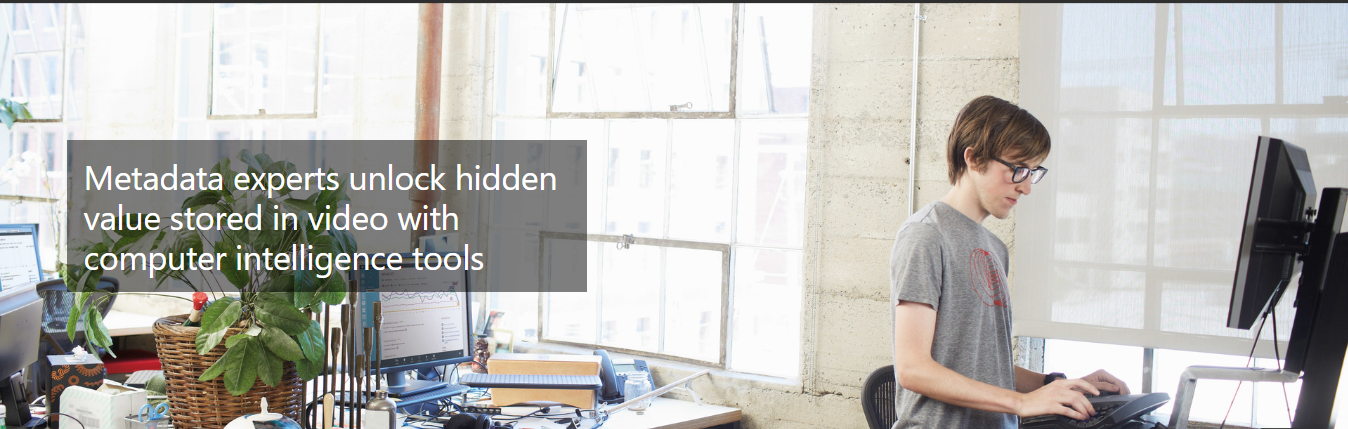 Metadata experts unlock hidden
value stored in video with
computer intelligence tools